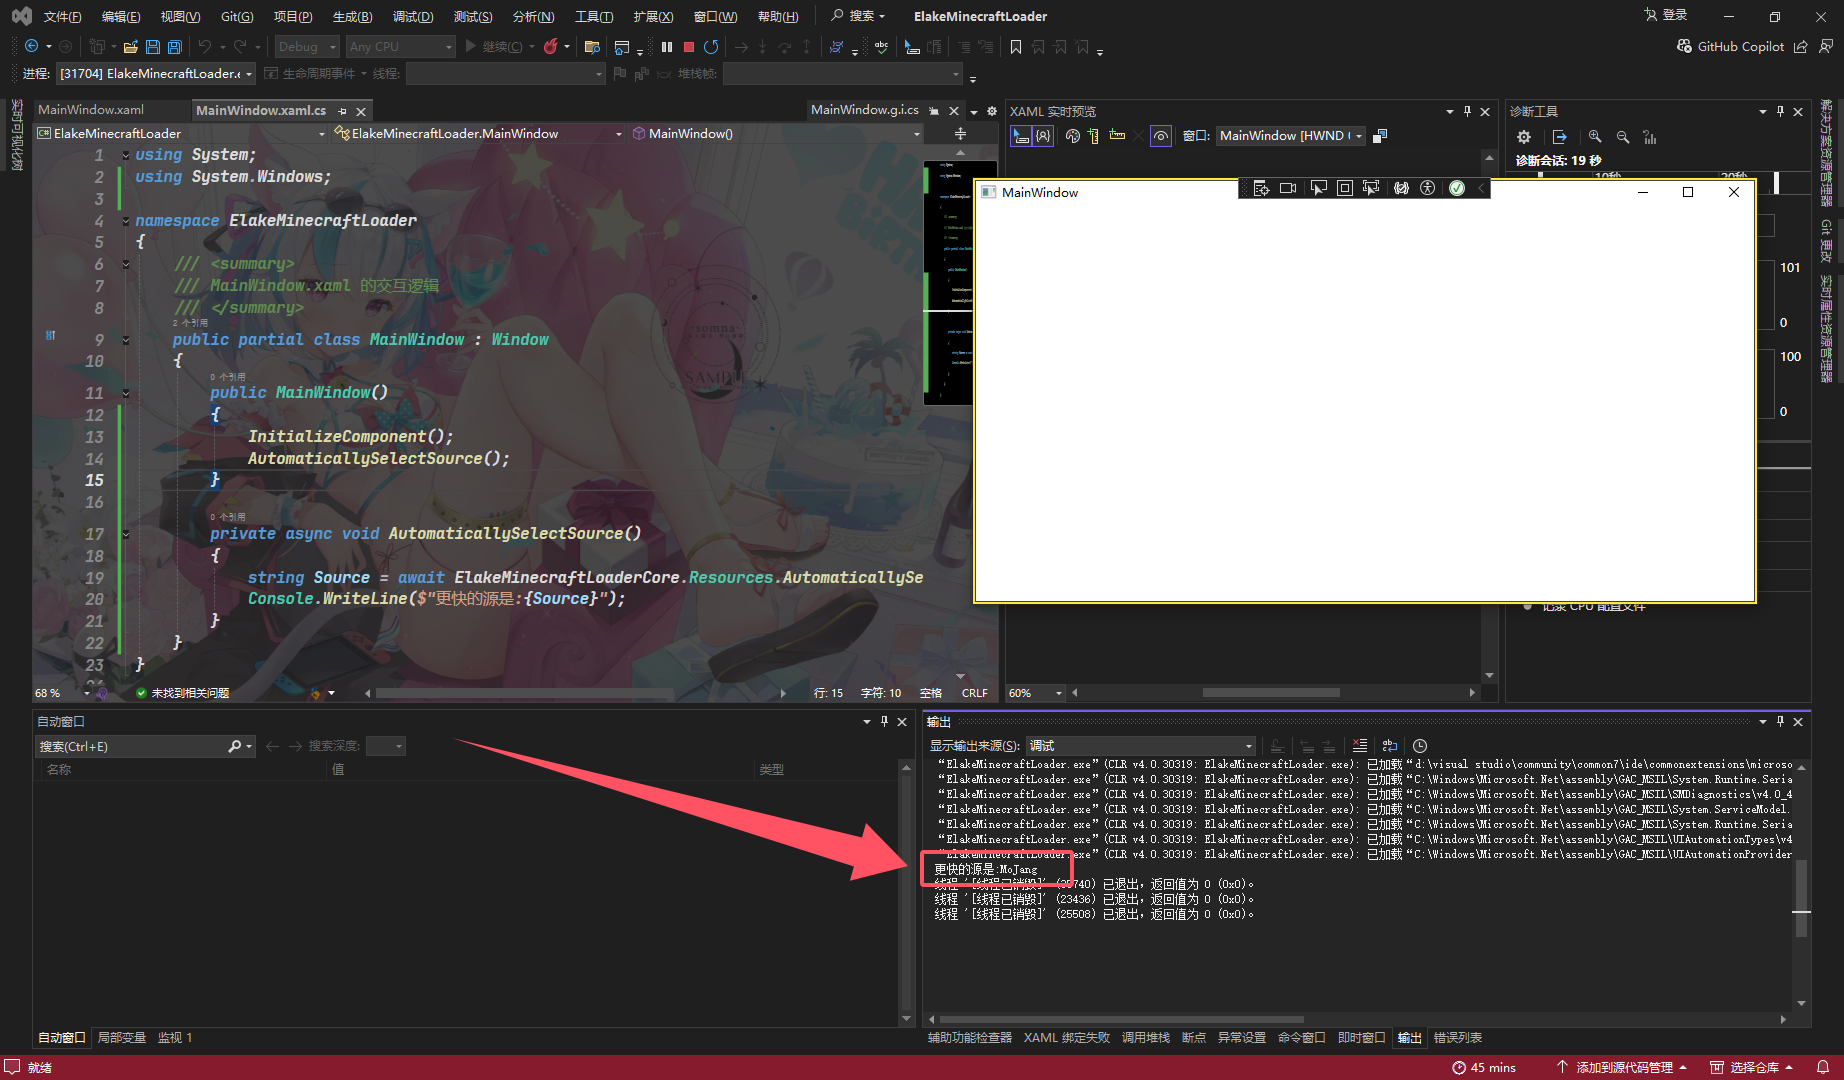 文件(F) 编辑(E) 视图(V) Git(G) 项目(P) 生成(B) 调试(D) 测试(S) 分析(N) 工具(T) 扩展(X) 窗口(W) 帮助(H) 搜索 ElakeMinecraftLoader 登录
Debug Any CPU 继续(C) GitHub Copilot
进程: [31704] ElakeMinecraftLoader.e 生命周期事件 线程: 堆栈帧:
实时可视化树
MainWindow.xaml MainWindow.xaml.cs MainWindow.g.i.cs
ElakeMinecraftLoader ElakeMinecraftLoader.MainWindow MainWindow()
1 using System;
2 using System.Windows;
3
4 namespace ElakeMinecraftLoader
5 {
6 /// <summary>
7 /// MainWindow.xaml 的交互逻辑
8 /// </summary>
2 个引用
9 public partial class MainWindow : Window
10 {
0 个引用
11 public MainWindow()
12 {
13 InitializeComponent();
14 AutomaticallySelectSource();
15 }
16
0 个引用
17 private async void AutomaticallySelectSource()
18 {
19 string Source = await ElakeMinecraftLoaderCore.Resources.AutomaticallySe
20 Console.WriteLine($"更快的源是:{Source}");
21 }
22 }
23 }
somna-
SAMPLE
68 % 未找到相关问题 行: 15 字符: 10 空格 CRLF
XAML 实时预览
窗口: MainWindow [HWND
MainWindow
60%
诊断工具
诊断会话: 19 秒
10秒 20秒
101
0
100
0
记录 CPU 配置文件
解决方案资源管理器
Git 更改
实时属性资源管理器
自动窗口
搜索(Ctrl+E) 搜索深度:
名称 值 类型
自动窗口 局部变量 监视 1
输出
显示输出来源(S): 调试
“ElakeMinecraftLoader.exe”(CLR v4.0.30319: ElakeMinecraftLoader.exe): 已加载“d:\visual studio\community\common7\ide\commonextensions\microso
“ElakeMinecraftLoader.exe”(CLR v4.0.30319: ElakeMinecraftLoader.exe): 已加载“C:\Windows\Microsoft.Net\assembly\GAC_MSIL\System.Runtime.Seria
“ElakeMinecraftLoader.exe”(CLR v4.0.30319: ElakeMinecraftLoader.exe): 已加载“C:\Windows\Microsoft.Net\assembly\GAC_MSIL\SMDiagnostics\v4.0_4
“ElakeMinecraftLoader.exe”(CLR v4.0.30319: ElakeMinecraftLoader.exe): 已加载“C:\Windows\Microsoft.Net\assembly\GAC_MSIL\System.ServiceModel.
“ElakeMinecraftLoader.exe”(CLR v4.0.30319: ElakeMinecraftLoader.exe): 已加载“C:\Windows\Microsoft.Net\assembly\GAC_MSIL\System.Runtime.Seria
“ElakeMinecraftLoader.exe”(CLR v4.0.30319: ElakeMinecraftLoader.exe): 已加载“C:\Windows\Microsoft.Net\assembly\GAC_MSIL\UIAutomationTypes\v4
“ElakeMinecraftLoader.exe”(CLR v4.0.30319: ElakeMinecraftLoader.exe): 已加载“C:\Windows\Microsoft.Net\assembly\GAC_MSIL\UIAutomationProvider
更快的源是:MoJang
线程 '[线程已销毁]' 已退出，返回值为 0 (0x0)。
线程 '[线程已销毁]' (23436) 已退出，返回值为 0 (0x0)。
线程 '[线程已销毁]' (25508) 已退出，返回值为 0 (0x0)。
辅助功能检查器 XAML 绑定失败 调用堆栈 断点 异常设置 命令窗口 即时窗口 输出 错误列表
就绪 45 mins 添加到源代码管理 选择仓库